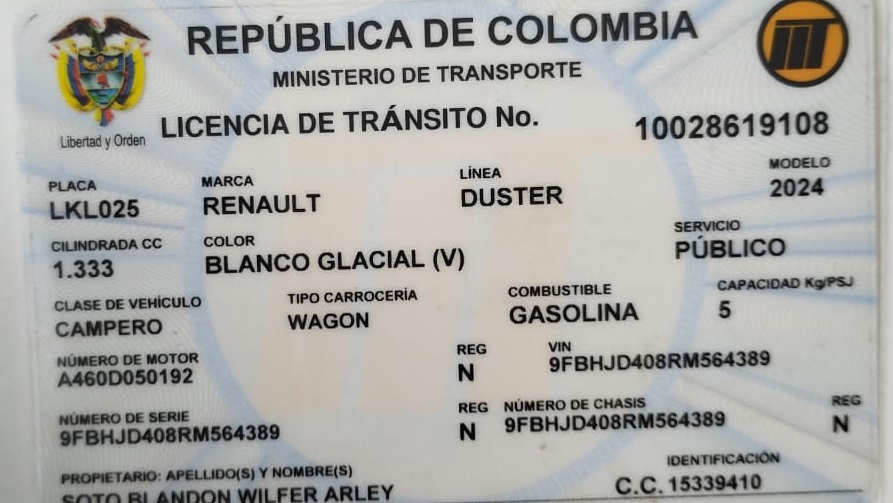 REPÚBLICA DE COLOMBIA
MINISTERIO DE TRANSPORTE
Libertad y Orden
LICENCIA DE TRÁNSITO No. 10028619108
PLACA MARCA LÍNEA MODELO
LKL025 RENAULT DUSTER 2024
CILINDRADA CC COLOR SERVICIO
1.333 BLANCO GLACIAL (V) PÚBLICO
CLASE DE VEHÍCULO TIPO CARROCERÍA COMBUSTIBLE CAPACIDAD Kg/PSJ
CAMPERO WAGON GASOLINA 5
NÚMERO DE MOTOR REG VIN
A460D050192 N 9FBHJD408RM564389
NÚMERO DE SERIE REG NÚMERO DE CHASIS REG
9FBHJD408RM564389 N 9FBHJD408RM564389 N
PROPIETARIO: APELLIDO(S) Y NOMBRE(S) IDENTIFICACIÓN
SOTO BLANDON WILFER ARLEY C.C. 15339410